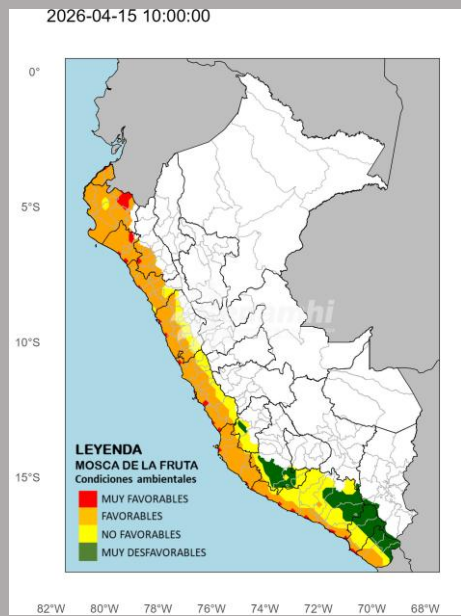 2026-04-15 10:00:00
0°
5°S
10°S
15°S
senamhi
LEYENDA
MOSCA DE LA FRUTA
Condiciones ambientales
MUY FAVORABLES
FAVORABLES
NO FAVORABLES
MUY DESFAVORABLES
82°W 80°W 78°W 76°W 74°W 72°W 70°W 68°W